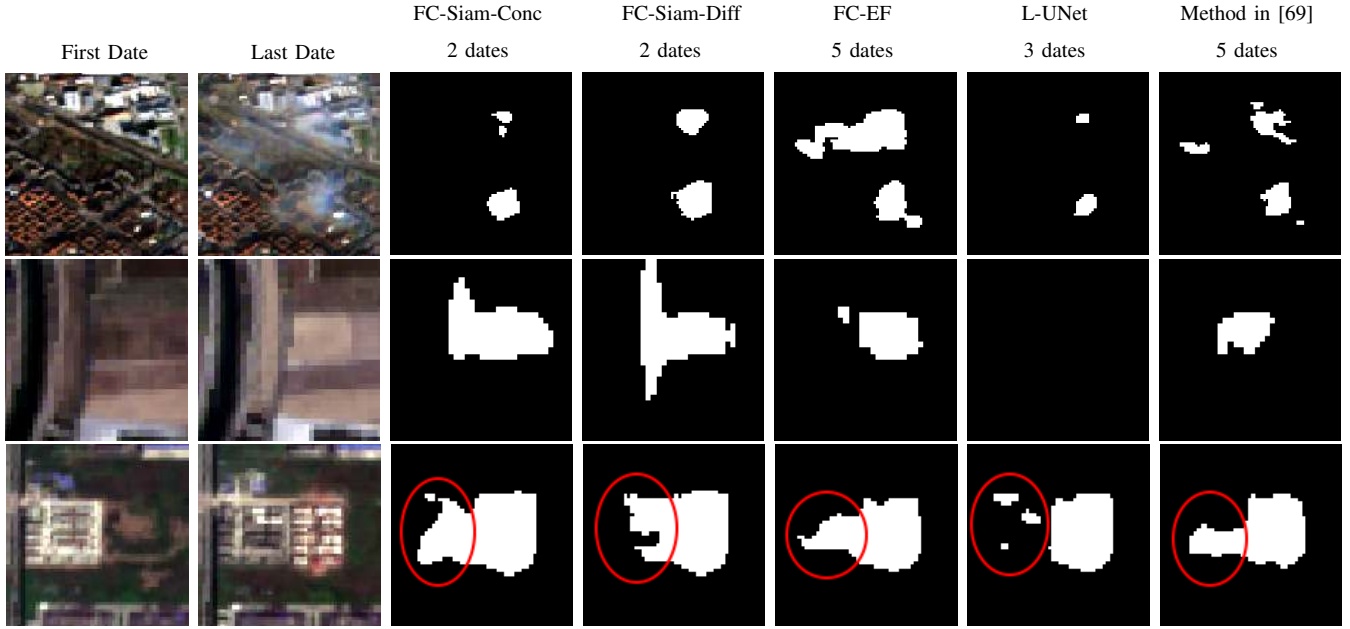 FC-Siam-Conc FC-Siam-Diff FC-EF L-UNet Method in [69]
First Date Last Date 2 dates 2 dates 5 dates 3 dates 5 dates